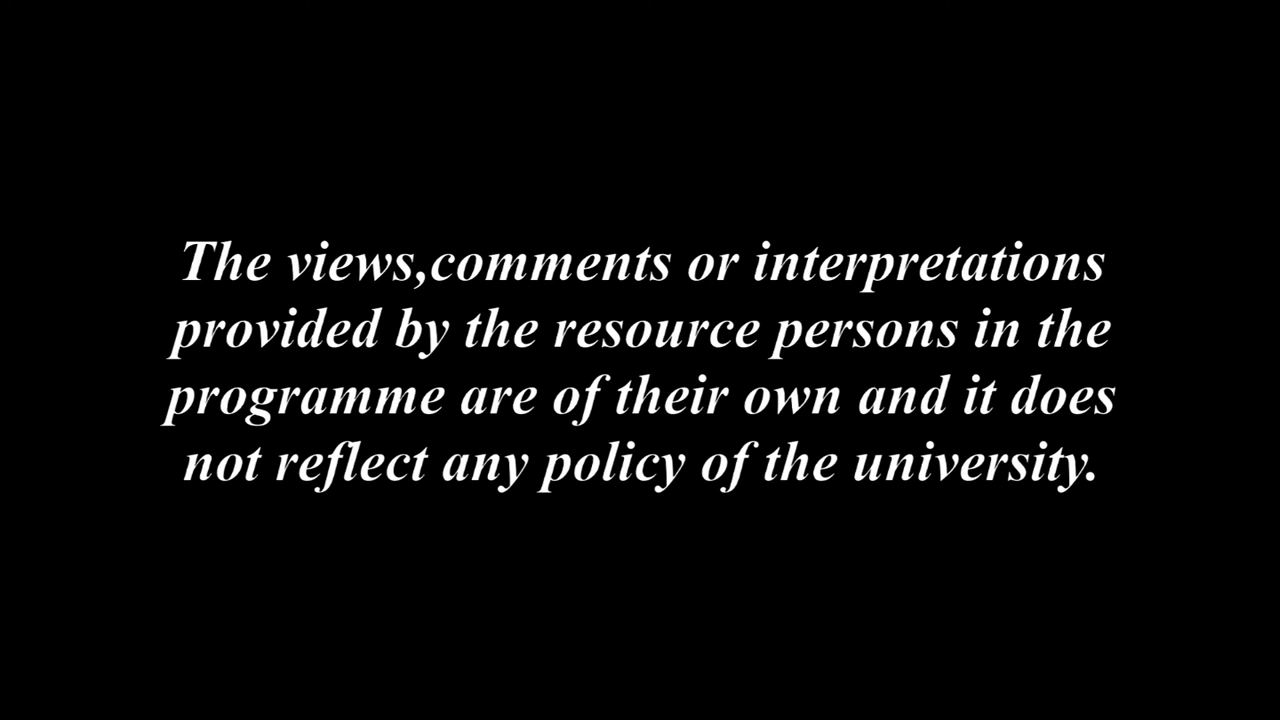 The views,comments or interpretations
provided by the resource persons in the
programme are of their own and it does
not reflect any policy of the university.